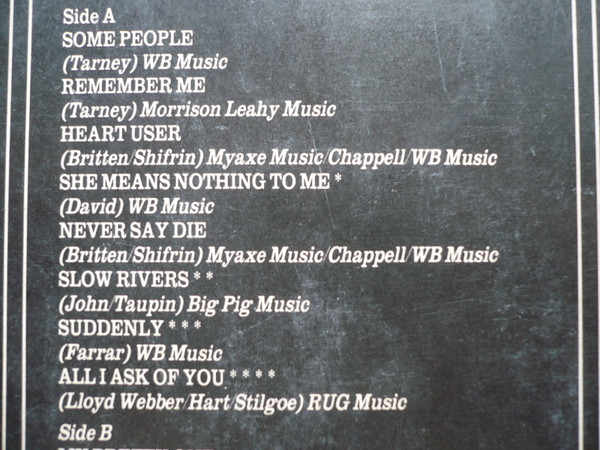 Side A
SOME PEOPLE
(Tarney) WB Music
REMEMBER ME
(Tarney) Morrison Leahy Music
HEART USER
(Britten/Shifrin) Myaxe Music/Chappell/WB Music
SHE MEANS NOTHING TO ME *
(David) WB Music
NEVER SAY DIE
(Britten/Shifrin) Myaxe Music/Chappell/WB Music
SLOW RIVERS * *
(John/Taupin) Big Pig Music
SUDDENLY * * *
(Farrar) WB Music
ALL I ASK OF YOU * * * *
(Lloyd Webber/Hart/Stilgoe) RUG Music
Side B